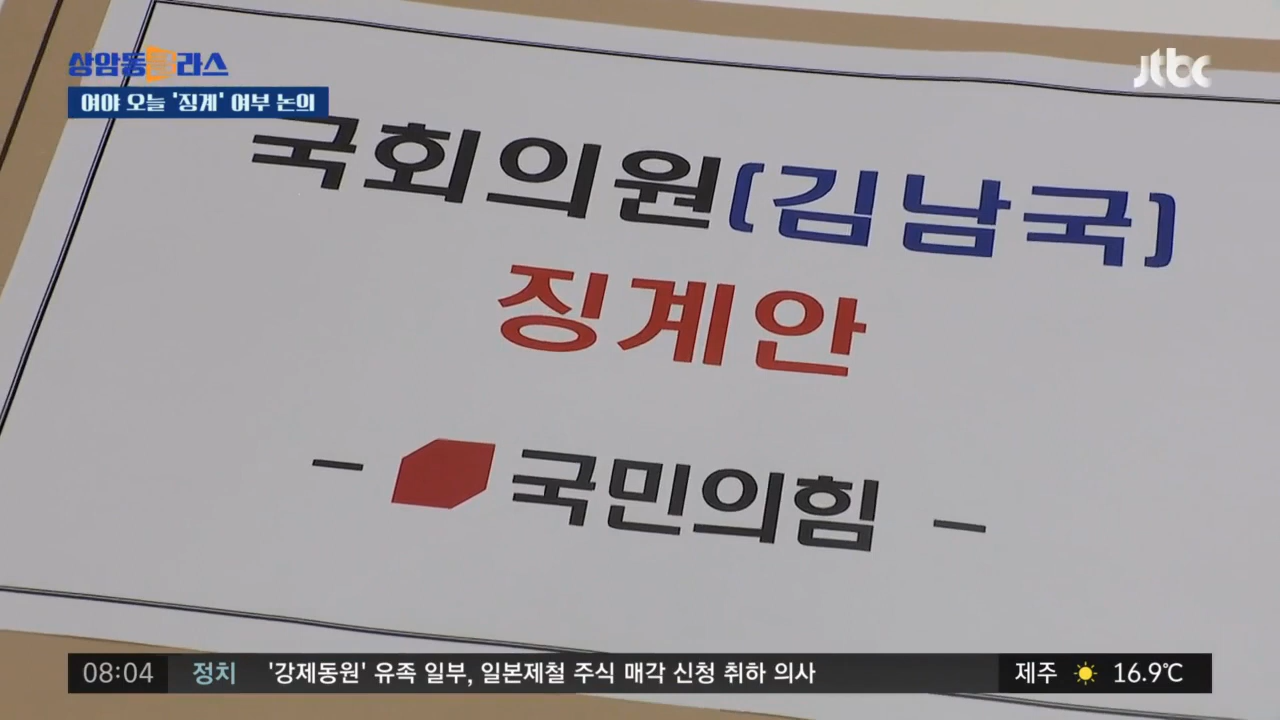 상암동클라스
jtbc
여야 오늘 '징계' 여부 논의
국회의원(김남국)
징계안
- 국민의힘 -
08:04 정치 '강제동원' 유족 일부, 일본제철 주식 매각 신청 취하 의사 제주 16.9℃